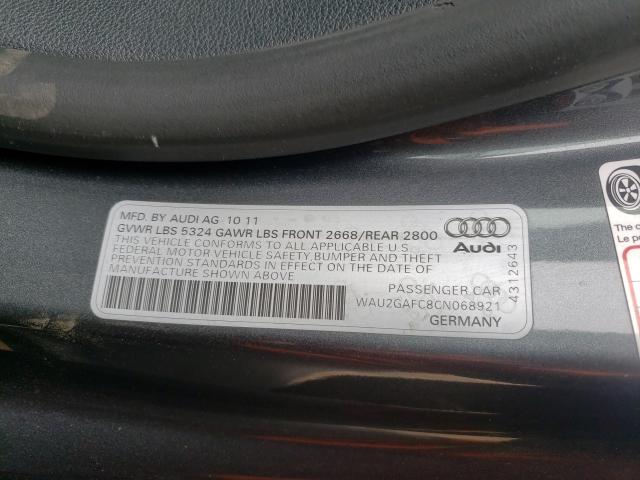 MFD. BY AUDI AG 10 11
GVWR LBS 5324 GAWR LBS FRONT 2668/REAR 2800
THIS VEHICLE CONFORMS TO ALL APPLICABLE U.S
FEDERAL MOTOR VEHICLE SAFETY, BUMPER AND THEFT
PREVENTION STANDARDS IN EFFECT ON THE DATE OF
MANUFACTURE SHOWN ABOVE
Audi
4312643
PASSENGER CAR
WAU2GAFC8CN068921
GERMANY
The c
Le p